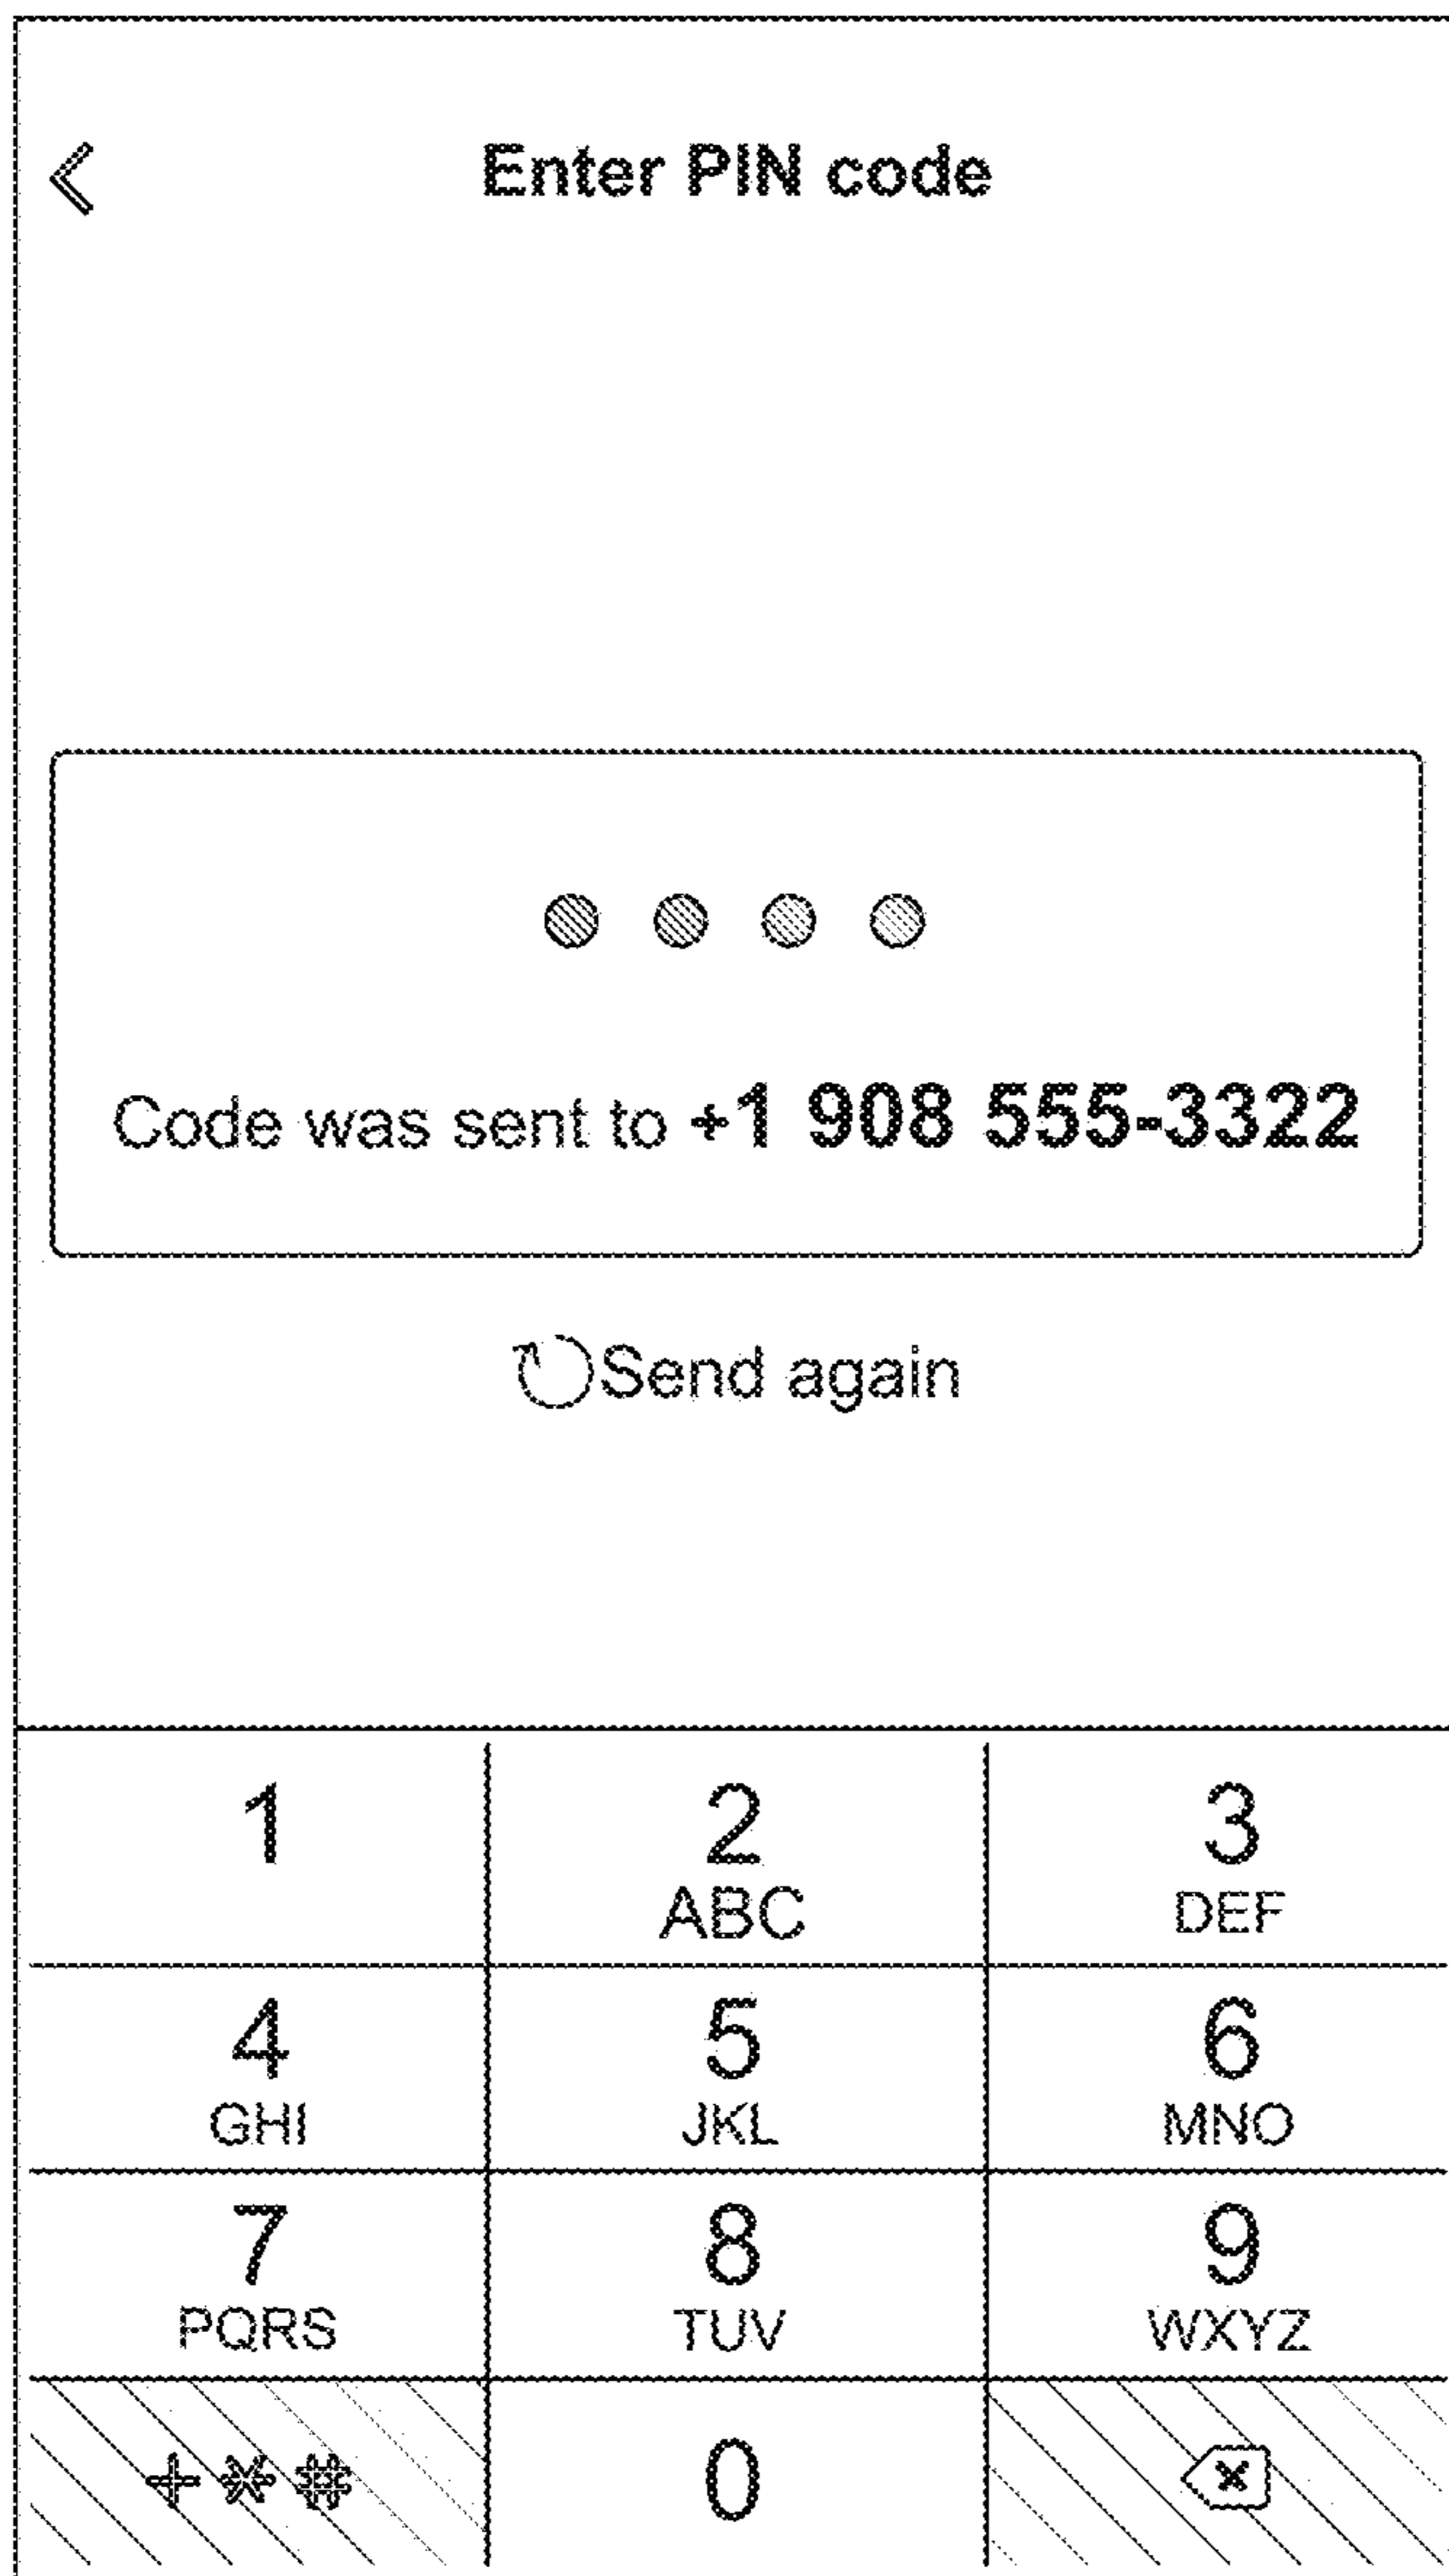 Enter PIN code
Code was sent to +1 908 555-3322
Send again
1 2 3
ABC DEF
4 5 6
GHI JKL MNO
7 8 9
PQRS TUV WXYZ
+ * # 0